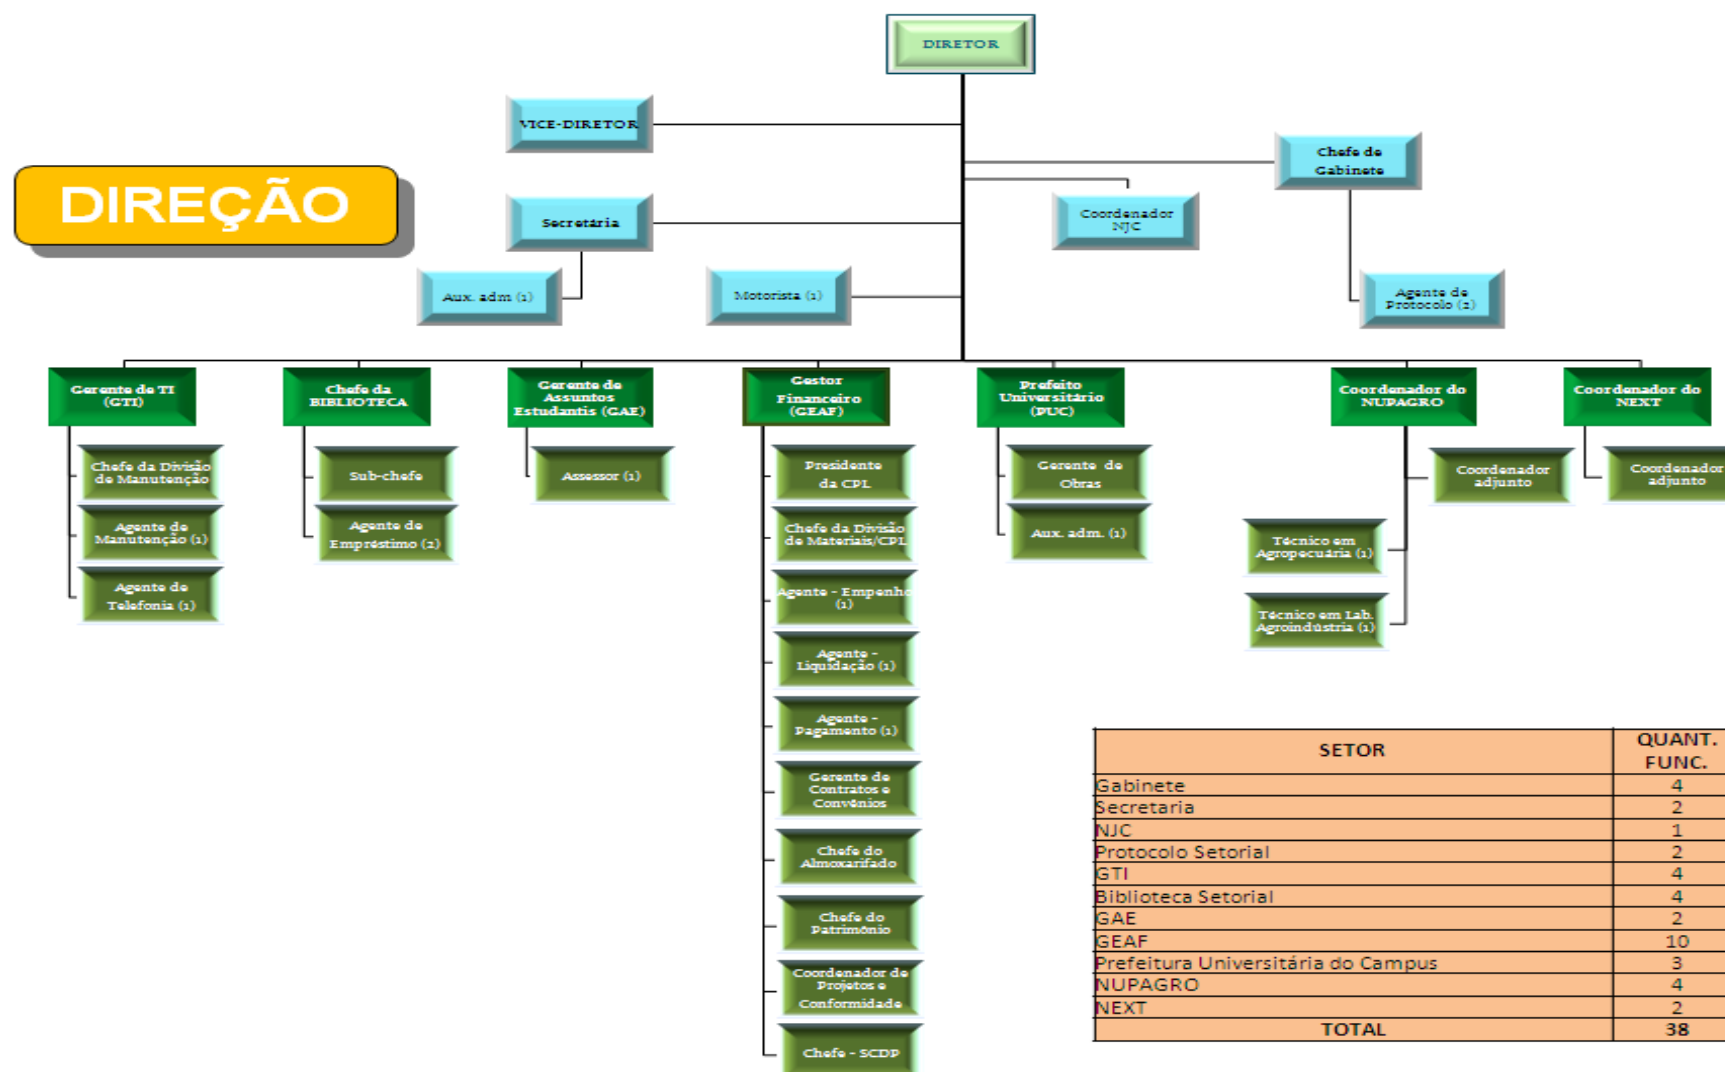 DIRETOR
VICE-DIRETOR
Chefe de
Gabinete
DIREÇÃO
Secretária
Coordenador
NJC
Aux. adm (1)
Motorista (1)
Agente de
Protocolo (2)
Gerente de TI
(GTI)
Chefe da
BIBLIOTECA
Gerente de
Assuntos
Estudantis (GAE)
Gestor
Financeiro
(GEAF)
Prefeito
Universitário
(PUC)
Coordenador do
NUPAGRO
Coordenador do
NEXT
Chefe da Divisão
de Manutenção
Agente de
Manutenção (1)
Agente de
Telefonia (1)
Sub-chefe
Agente de
Empréstimo (2)
Assessor (1)
Presidente
da CPL
Chefe da Divisão
de Materiais/CPL
Agente - Empenho
(1)
Agente -
Liquidação (1)
Agente -
Pagamento (1)
Gerente de
Contratos e
Convênios
Chefe do
Almoxarifado
Chefe do
Patrimônio
Coordenador de
Projetos e
Conformidade
Chefe - SCDP
Gerente de
Obras
Aux. adm. (1)
Coordenador
adjunto
Técnico em
Agropecuária (1)
Técnico em Lab.
Agroindústria (1)
Coordenador
adjunto
SETOR QUANT.
FUNC.
Gabinete 4
Secretaria 2
NJC 1
Protocolo Setorial 2
GTI 4
Biblioteca Setorial 4
GAE 2
GEAF 10
Prefeitura Universitária do Campus 3
NUPAGRO 4
NEXT 2
TOTAL 38